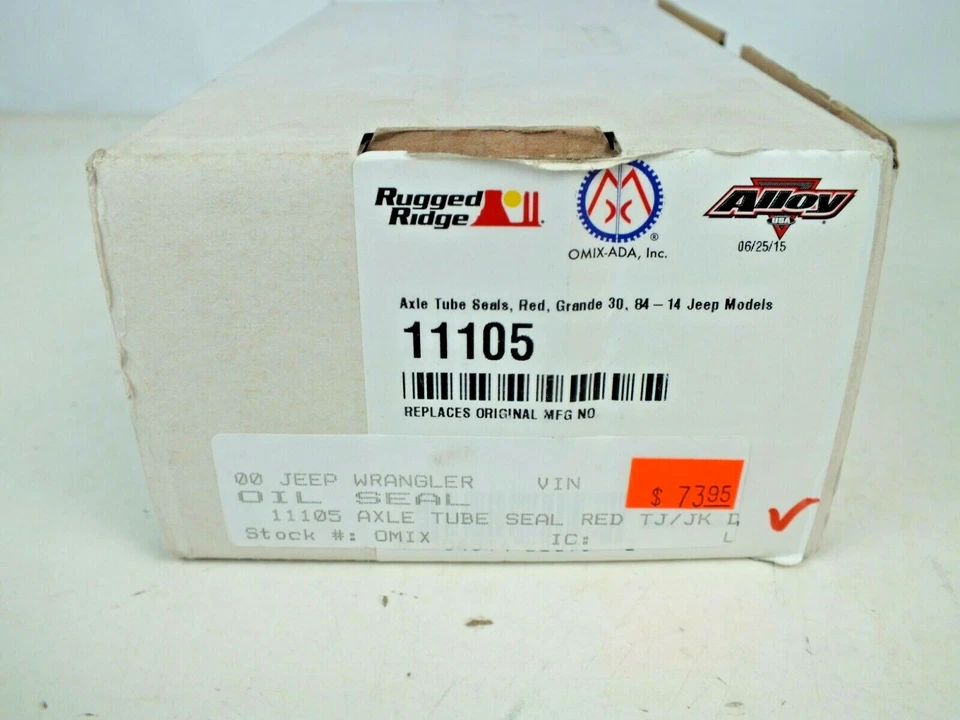 Rugged
Ridge
OMIX-ADA, Inc.
Alloy
USA
06/25/15
Axle Tube Seals, Red, Grande 30, 84 – 14 Jeep Models
11105
REPLACES ORIGINAL MFG NO
00 JEEP WRANGLER VIN
OIL SEAL
$ 73.95
11105 AXLE TUBE SEAL RED TJ/JK
Stock #: OMIX IC: L